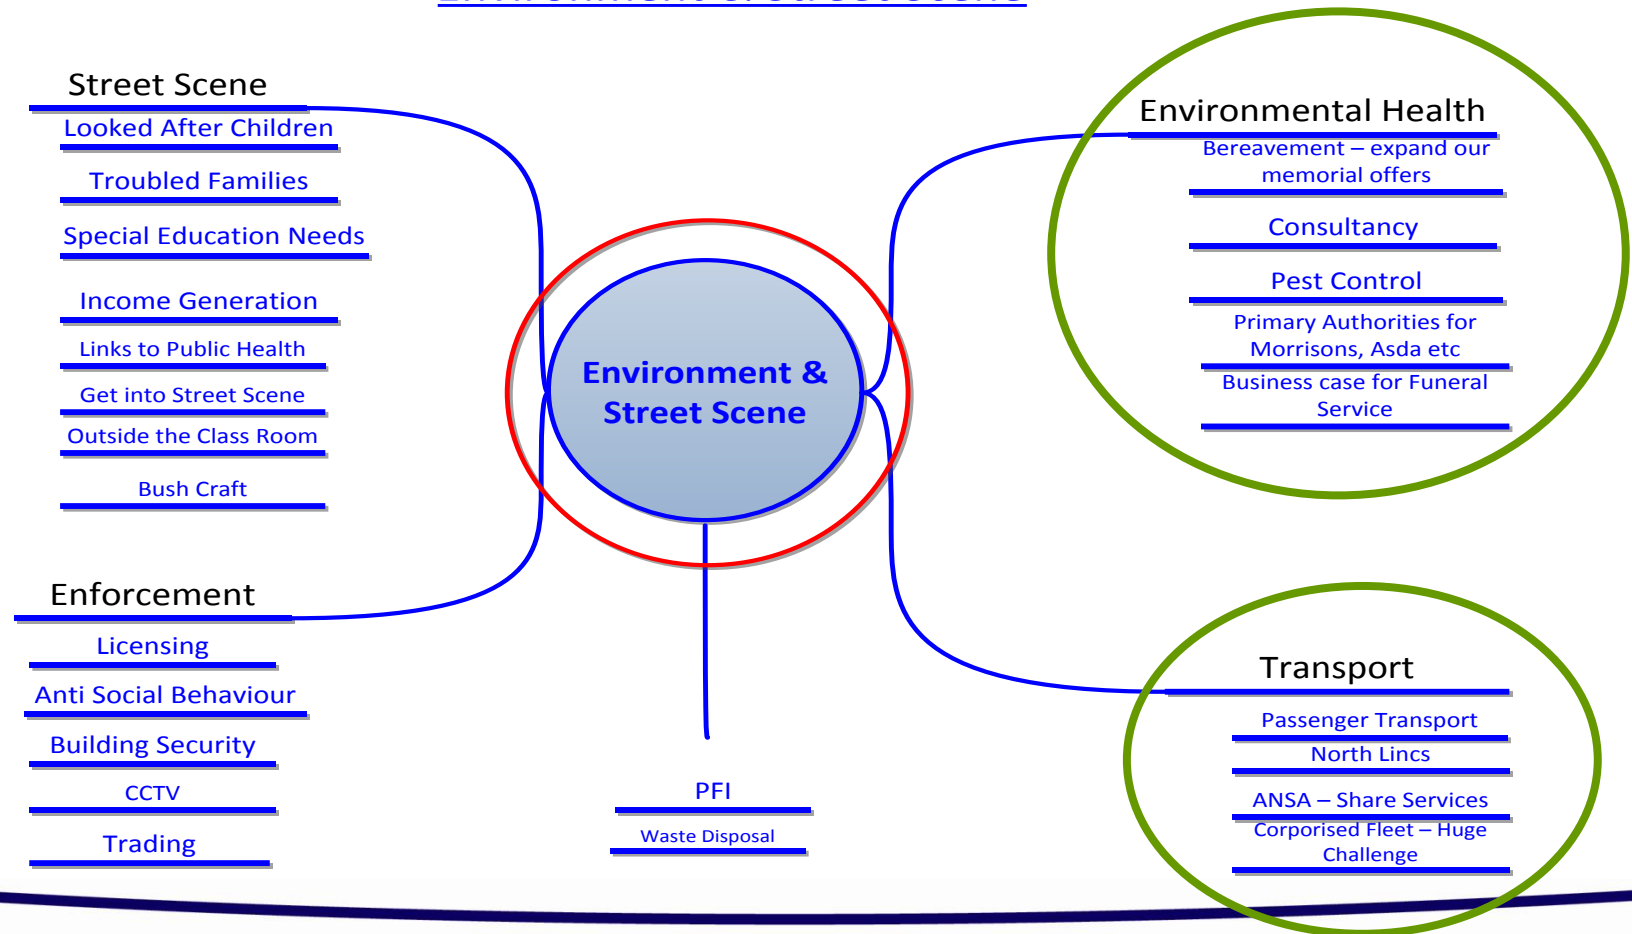 Environment & Street Scene
Street Scene
Looked After Children
Troubled Families
Special Education Needs
Income Generation
Links to Public Health
Get into Street Scene
Outside the Class Room
Bush Craft
Enforcement
Licensing
Anti Social Behaviour
Building Security
CCTV
Trading
Environment &
Street Scene
PFI
Waste Disposal
Environmental Health
Bereavement – expand our
memorial offers
Consultancy
Pest Control
Primary Authorities for
Morrisons, Asda etc
Business case for Funeral
Service
Transport
Passenger Transport
North Lincs
ANSA – Share Services
Corporised Fleet – Huge
Challenge